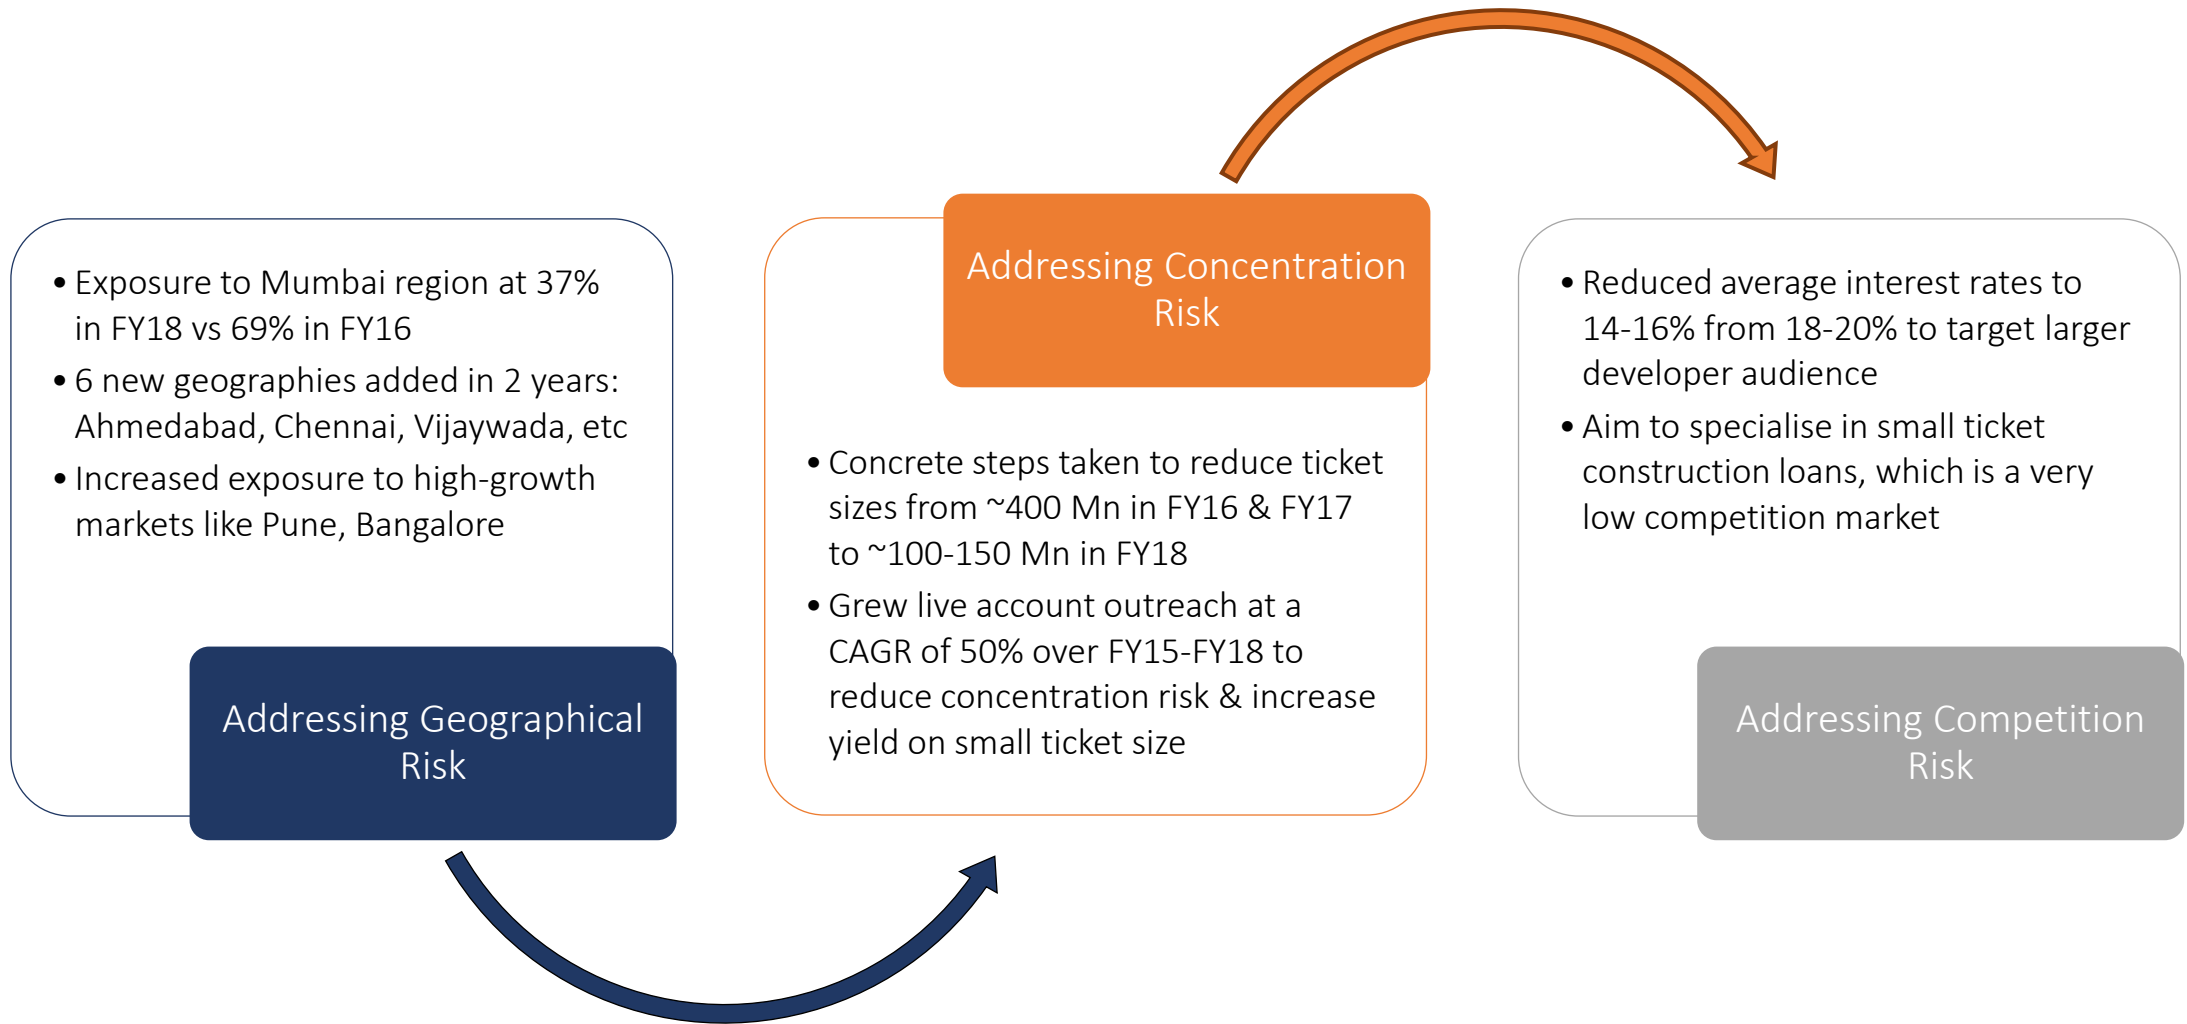 • Exposure to Mumbai region at 37%
in FY18 vs 69% in FY16
• 6 new geographies added in 2 years:
Ahmedabad, Chennai, Vijaywada, etc
• Increased exposure to high-growth
markets like Pune, Bangalore
Addressing Geographical
Risk
Addressing Concentration
Risk
• Concrete steps taken to reduce ticket
sizes from ~400 Mn in FY16 & FY17
to ~100-150 Mn in FY18
• Grew live account outreach at a
CAGR of 50% over FY15-FY18 to
reduce concentration risk & increase
yield on small ticket size
• Reduced average interest rates to
14-16% from 18-20% to target larger
developer audience
• Aim to specialise in small ticket
construction loans, which is a very
low competition market
Addressing Competition
Risk